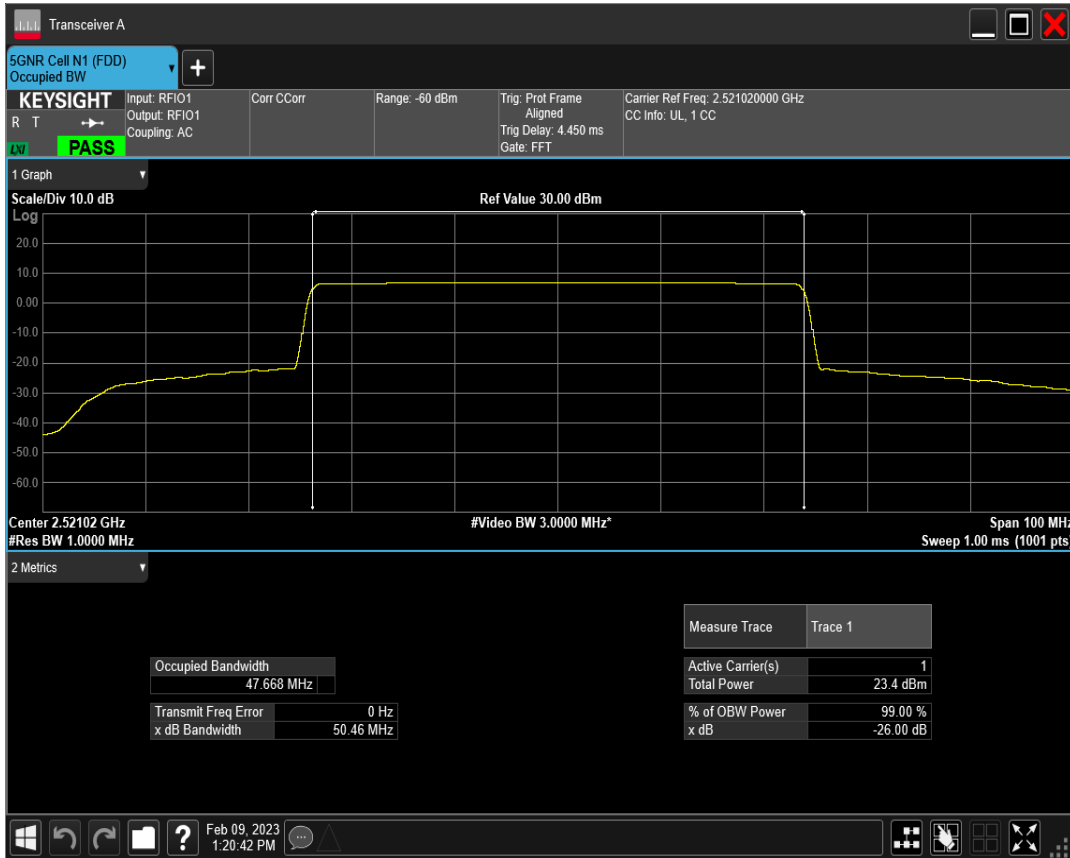 Transceiver A
5GNR Cell N1 (FDD)
Occupied BW
+
KEYSIGHT
R T
LXI
PASS
Input: RFIO1
Output: RFIO1
Coupling: AC
Corr CCorr
Range: -60 dBm
Trig: Prot Frame
Aligned
Trig Delay: 4.450 ms
Gate: FFT
Carrier Ref Freq: 2.521020000 GHz
CC Info: UL, 1 CC
1 Graph
Scale/Div 10.0 dB
Ref Value 30.00 dBm
Log
20.0
10.0
0.00
-10.0
-20.0
-30.0
-40.0
-50.0
-60.0
Center 2.52102 GHz
#Video BW 3.0000 MHz*
Span 100 MHz
#Res BW 1.0000 MHz
Sweep 1.00 ms (1001 pts)
2 Metrics
Measure Trace Trace 1
Occupied Bandwidth
47.668 MHz
Active Carrier(s) 1
Total Power 23.4 dBm
Transmit Freq Error 0 Hz
x dB Bandwidth 50.46 MHz
% of OBW Power 99.00 %
x dB -26.00 dB
?
Feb 09, 2023
1:20:42 PM